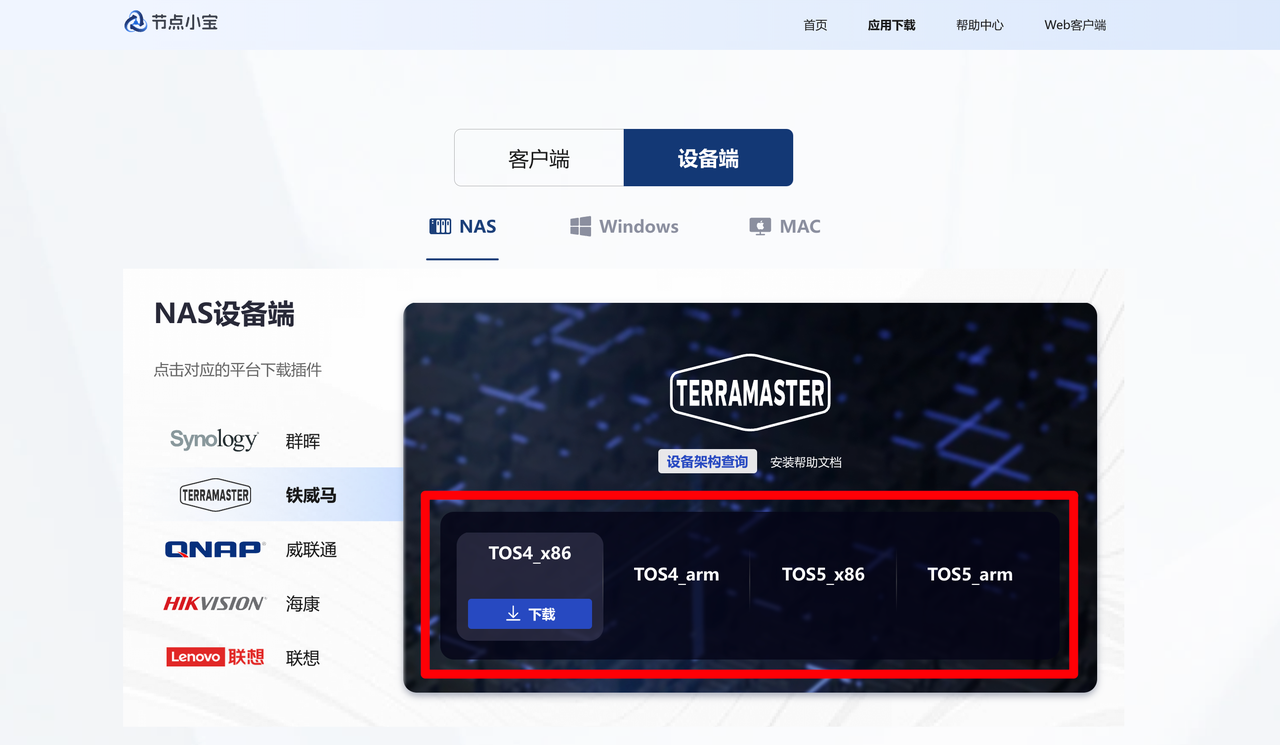 节点小宝
首页 应用下载 帮助中心 Web客户端
客户端 设备端
NAS Windows MAC
NAS设备端
点击对应的平台下载插件
Synology 群晖
TERRAMASTER 铁威马
QNAP 威联通
HIKVISION 海康
Lenovo 联想 联想
TERRAMASTER
设备架构查询 安装帮助文档
TOS4_x86
下载
TOS4_arm
TOS5_x86
TOS5_arm